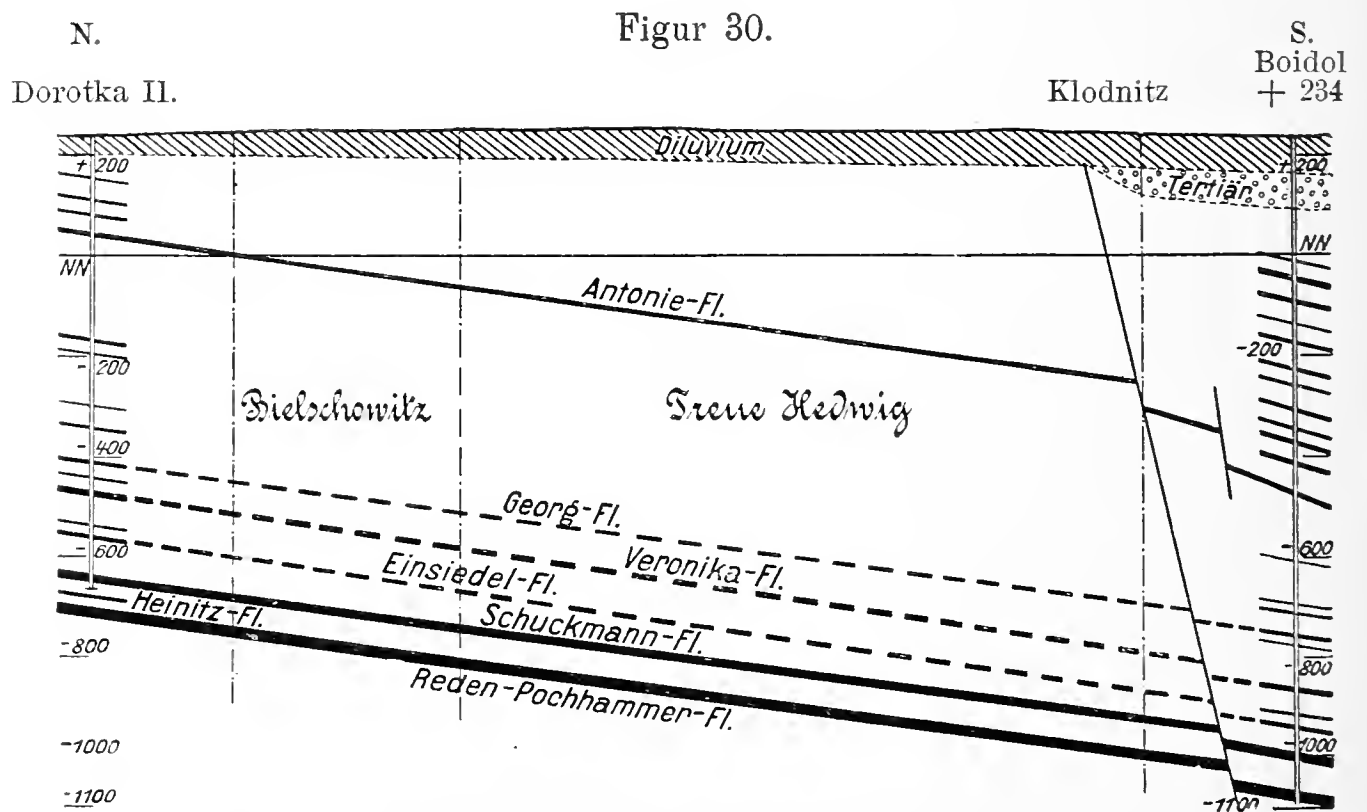 Figur 30.
N.
S.
Dorotka II.
Klodnitz
Boidol
+ 234
Diluvium
+ 200
+ 200
Tertiär
NN
NN
Antonie-Fl.
- 200
- 200
Bielschowitz
Treue Hedwig
- 400
Georg-Fl.
Veronika-Fl.
- 600
- 600
Einsiedel-Fl.
Heinitz-Fl.
Schuckmann-Fl.
- 800
- 800
Reden-Pochhammer-Fl.
-1000
-1000
-1100
-1100